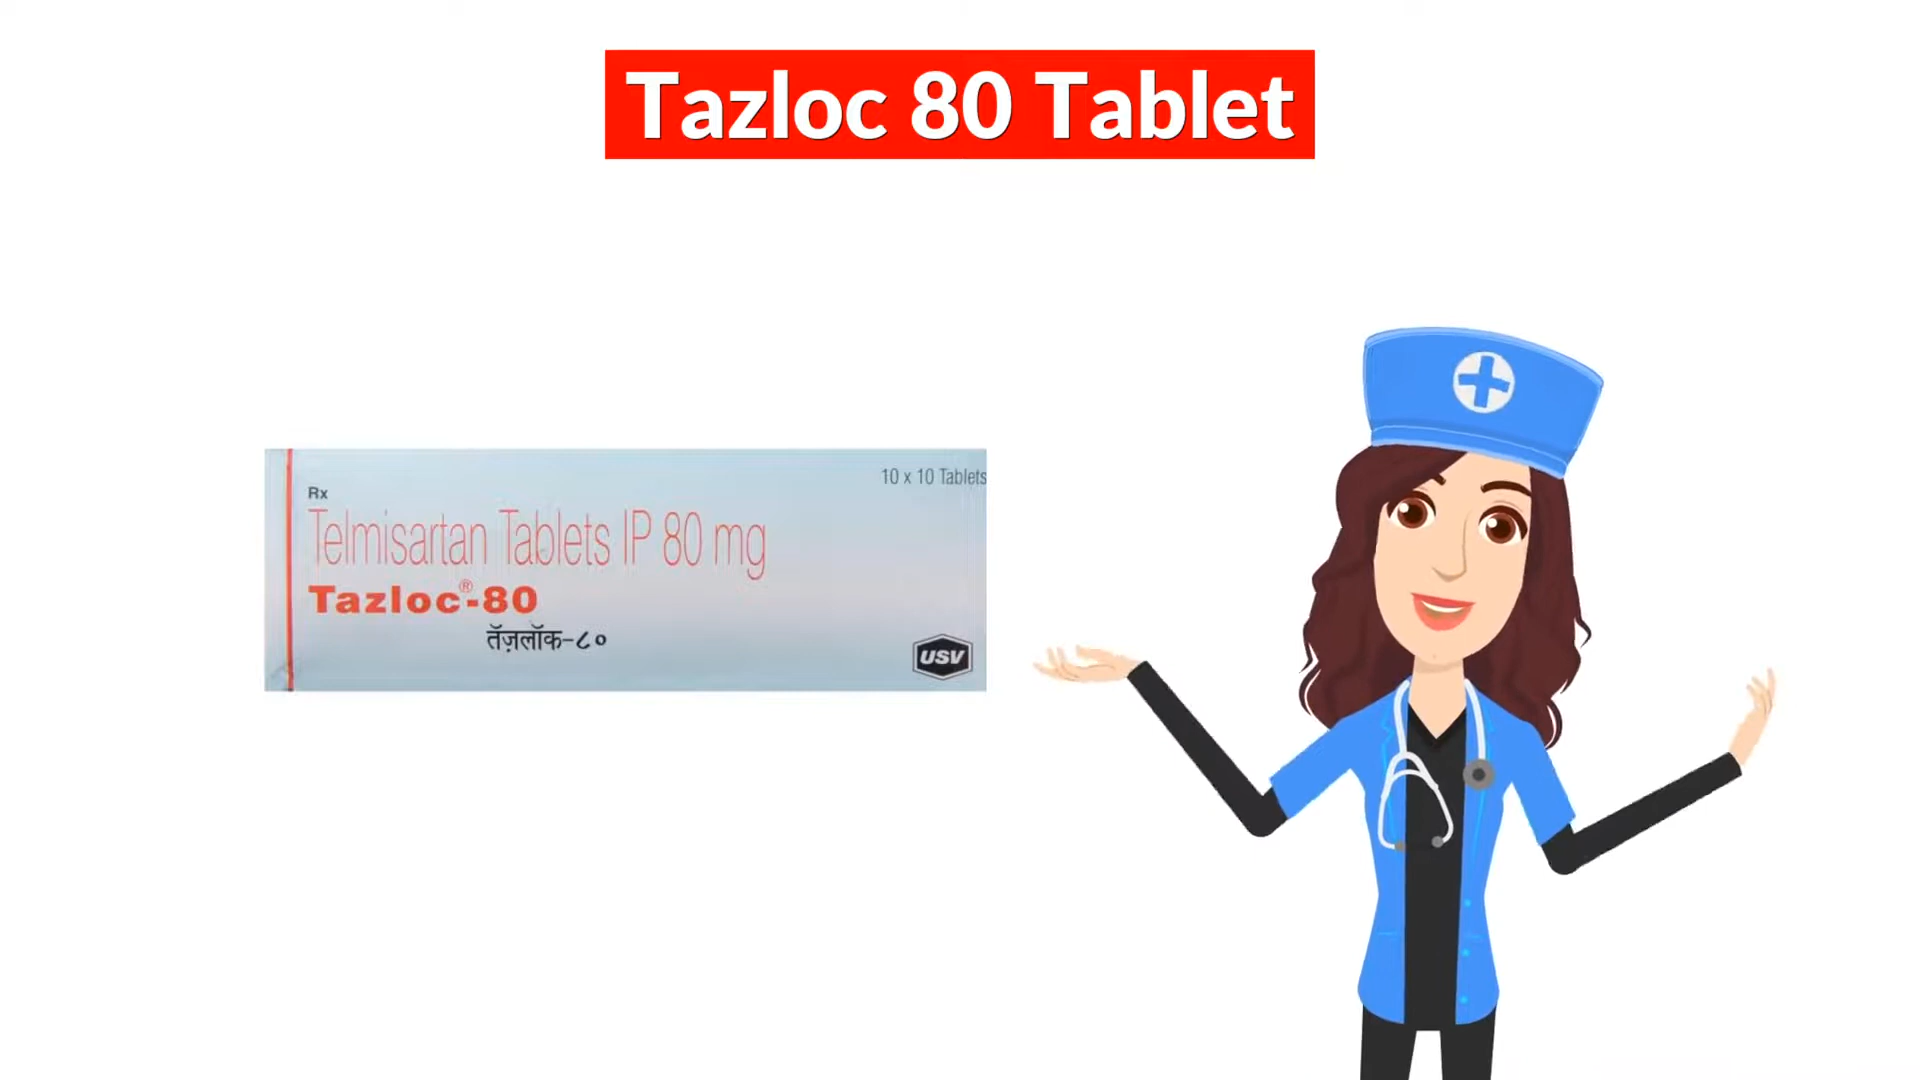 Tazloc 80 Tablet
10 x 10 Tablets
Rx
Telmisartan Tablets IP 80 mg
Tazloc®-80
तॅज़लॉक-८०
USV